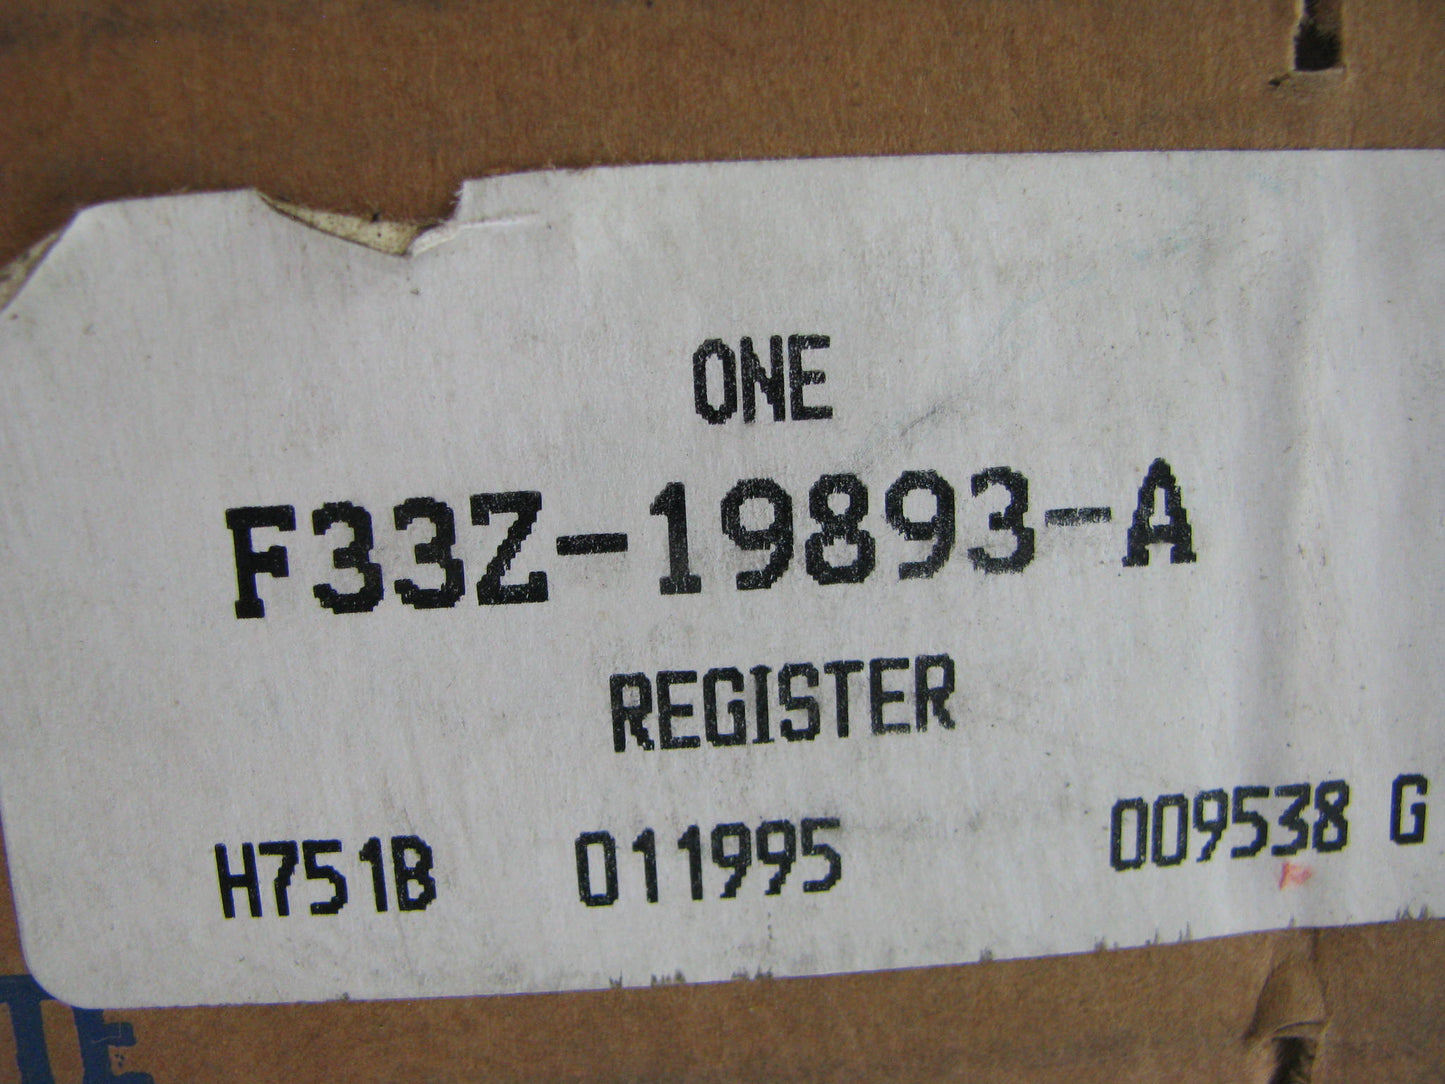 ONE
F33Z-19893-A
REGISTER
H751B 011995 009538 G